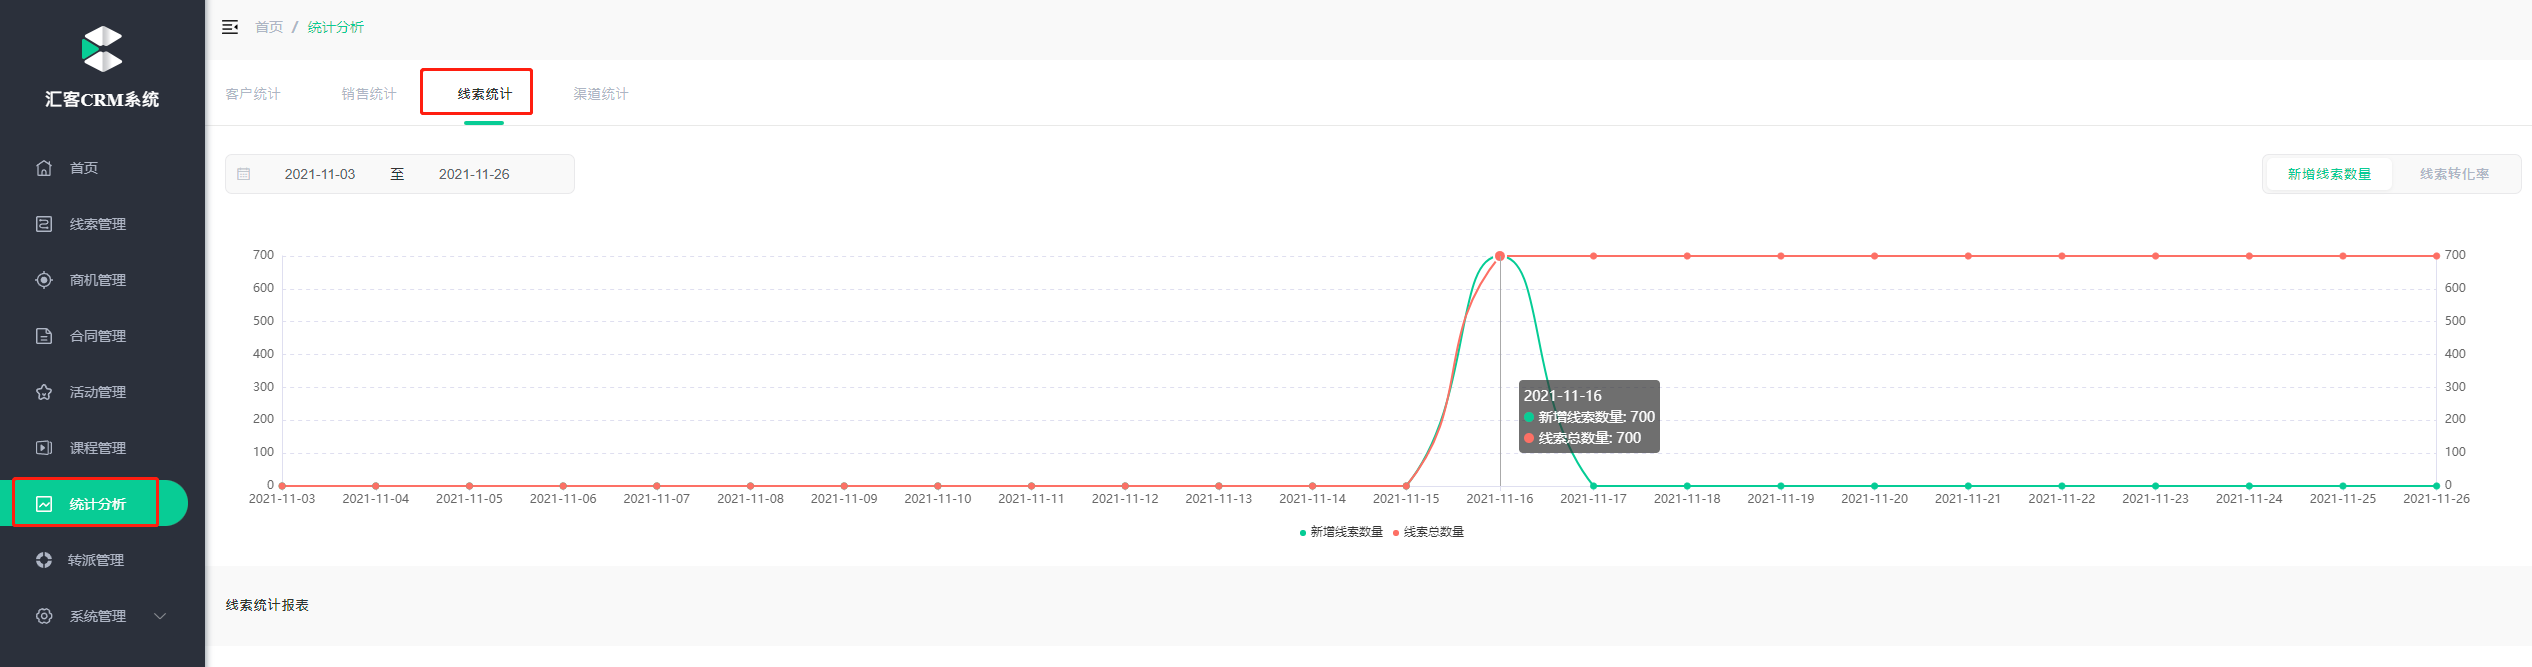 汇客CRM系统
首页
线索管理
商机管理
合同管理
活动管理
课程管理
统计分析
转派管理
系统管理
首页 / 统计分析
客户统计 销售统计 线索统计 渠道统计
2021-11-03 至 2021-11-26
新增线索数量 线索转化率
700 700
600 600
500 500
400 400
300 300
200 200
100 100
0 0
2021-11-16
新增线索数量: 700
线索总数量: 700
2021-11-03 2021-11-04 2021-11-05 2021-11-06 2021-11-07 2021-11-08 2021-11-09 2021-11-10 2021-11-11 2021-11-12 2021-11-13 2021-11-14 2021-11-15 2021-11-16 2021-11-17 2021-11-18 2021-11-19 2021-11-20 2021-11-21 2021-11-22 2021-11-23 2021-11-24 2021-11-25 2021-11-26
新增线索数量 线索总数量
线索统计报表